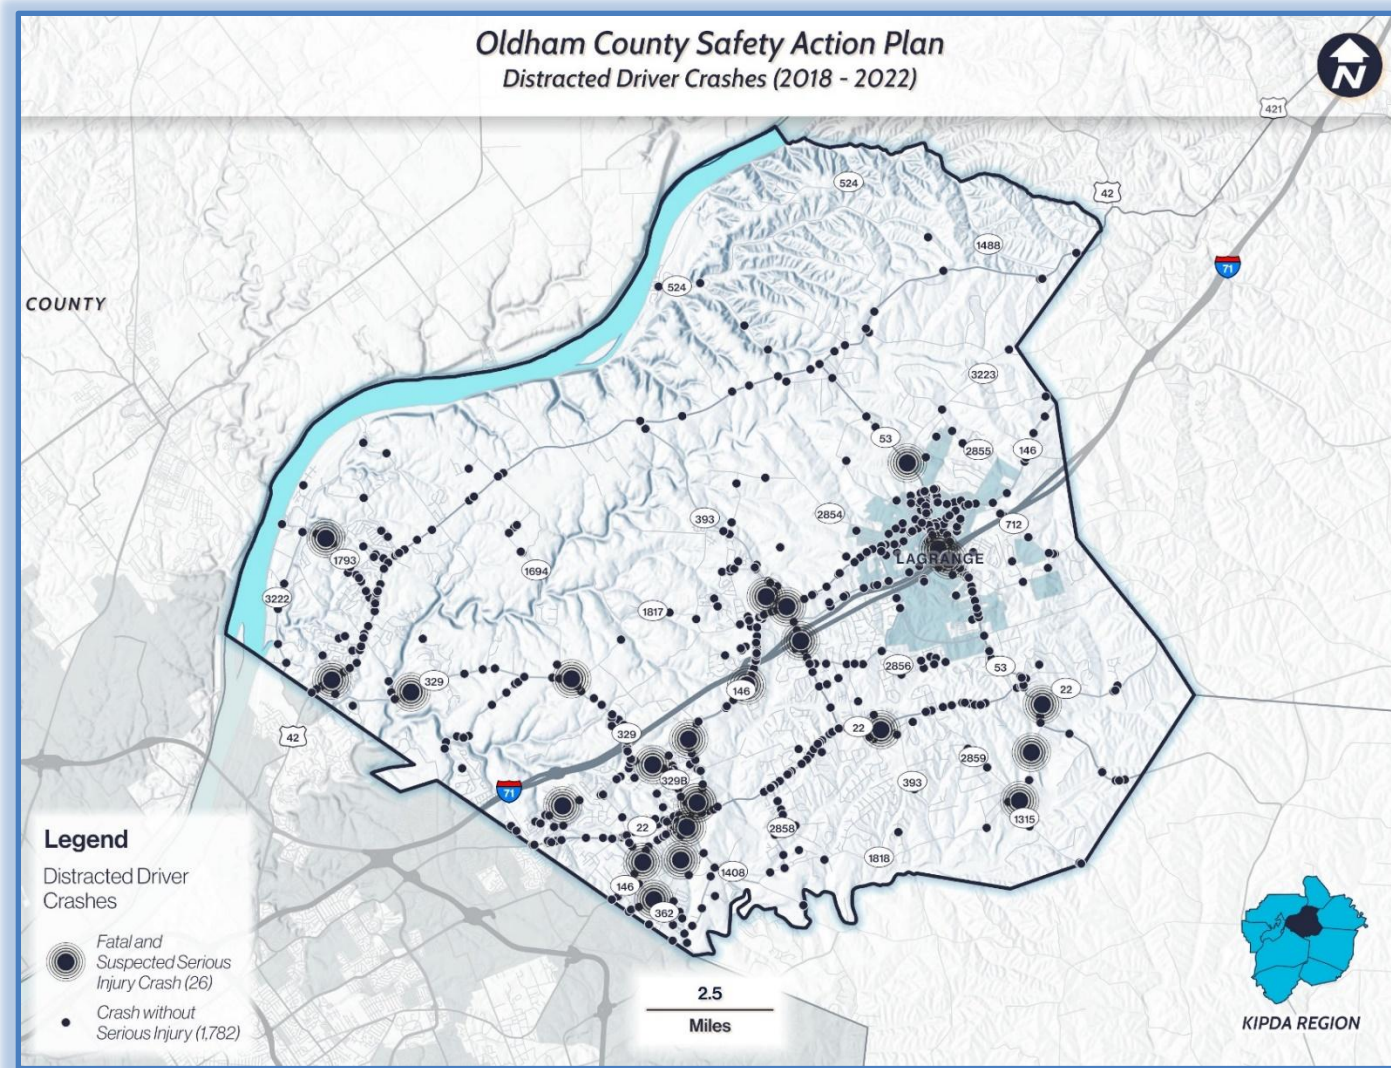 Oldham County Safety Action Plan
Distracted Driver Crashes (2018 - 2022)
N
421
42
524
1488
71
524
COUNTY
3223
53
2855
146
393
2854
712
1793
1694
LAGRANGE
3222
1817
2856
53
329
146
22
42
329
22
2859
329B
393
71
22
2858
1315
1408
1818
146
362
Legend
Distracted Driver
Crashes
Fatal and
Suspected Serious
Injury Crash (26)
Crash without
Serious Injury (1,782)
2.5
Miles
KIPDA REGION